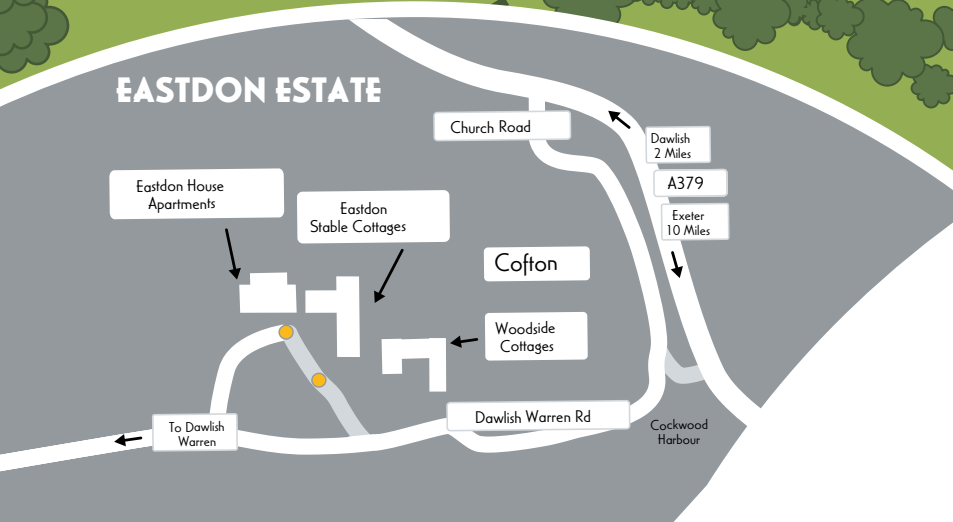 EASTDON ESTATE
Church Road
Dawlish
2 Miles
A379
Exeter
10 Miles
Eastdon House
Apartments
Eastdon
Stable Cottages
Cofton
Woodside
Cottages
Dawlish Warren Rd
To Dawlish
Warren
Cockwood
Harbour